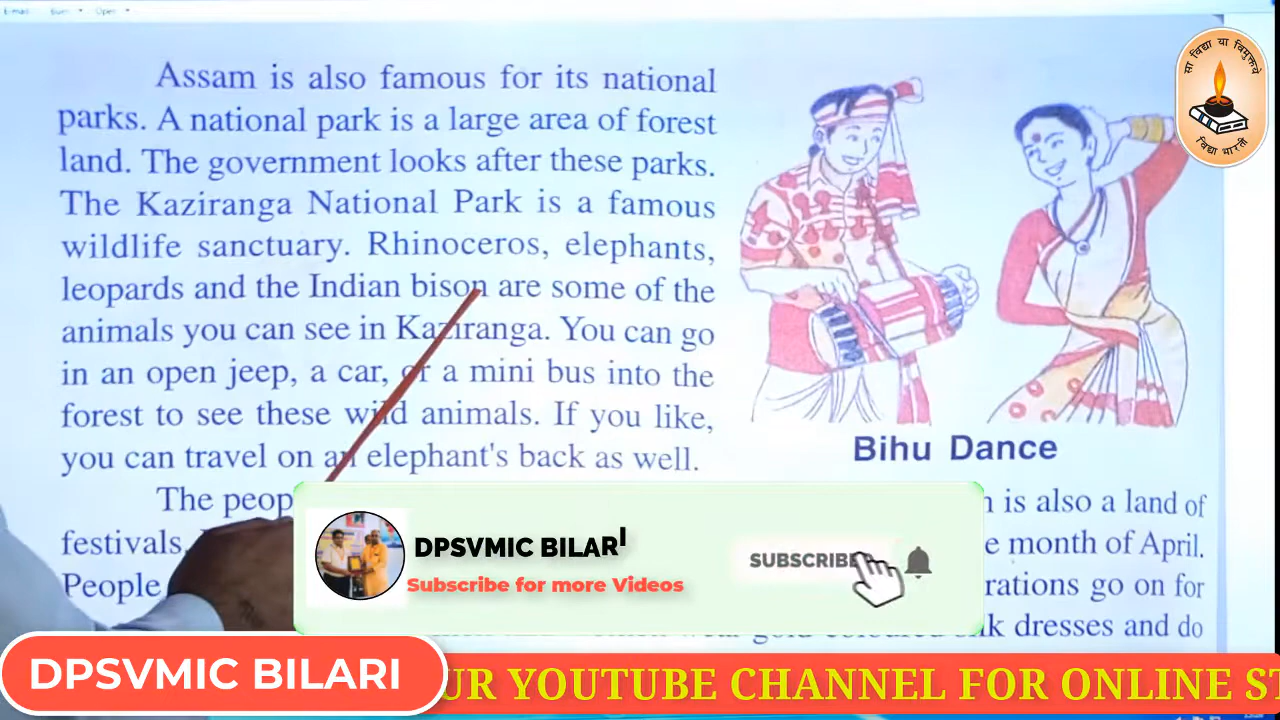 Assam is also famous for its national
parks. A national park is a large area of forest
land. The government looks after these parks.
The Kaziranga National Park is a famous
wildlife sanctuary. Rhinoceros, elephants,
leopards and the Indian bison are some of the
animals you can see in Kaziranga. You can go
in an open jeep, a car, or a mini bus into the
forest to see these wild animals. If you like,
you can travel on an elephant's back as well.
Bihu Dance
The
is also a land of
festivals,
month of April.
People
go on for
dresses and do
सा विद्या या विमुक्तये
विद्या भारती
DPSVMIC BILARI
Subscribe for more Videos
SUBSCRIBE
DPSVMIC BILARI
YOUTUBE CHANNEL FOR ONLINE